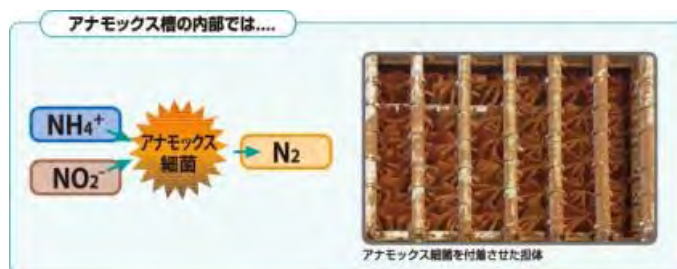 アナモックス槽の内部では....
NH4+
アナモックス
細菌
N2
NO2-
アナモックス細菌を付着させた担体